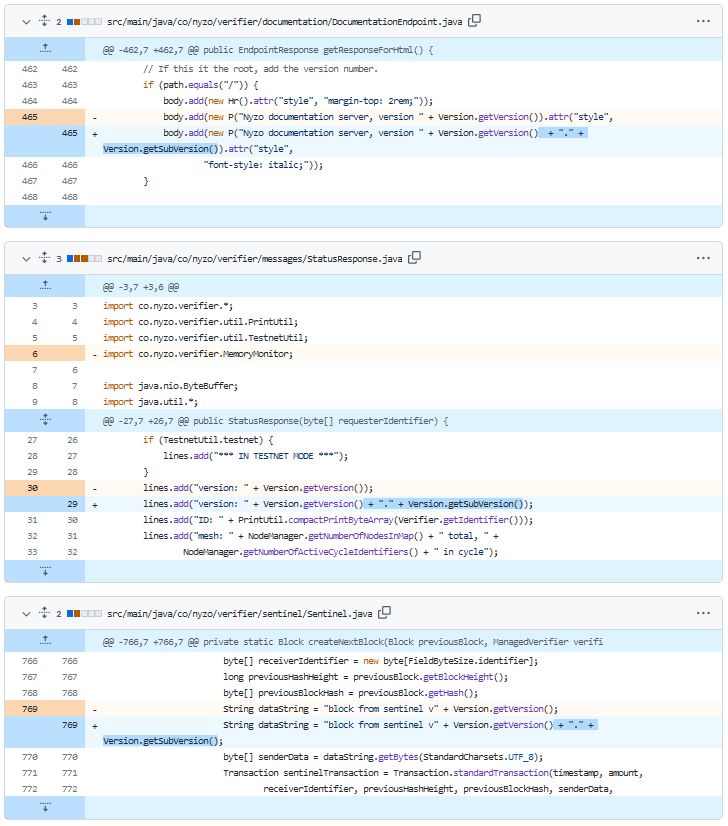 2 src/main/java/co/nyzo/verifier/documentation/DocumentationEndpoint.java
@@ -462,7 +462,7 @@ public EndpointResponse getResponseForHtml() {
462 462 // If this it the root, add the version number.
463 463 if (path.equals("/")) {
464 464 body.add(new Hr().attr("style", "margin-top: 2rem;"));
465 - body.add(new P("Nyzo documentation server, version " + Version.getVersion()).attr("style",
465 + body.add(new P("Nyzo documentation server, version " + Version.getVersion() + "." +
Version.getSubVersion()).attr("style",
466 466 "font-style: italic;"));
467 467 }
468 468
3 src/main/java/co/nyzo/verifier/messages/StatusResponse.java
@@ -3,7 +3,6 @@
3 3 import co.nyzo.verifier.*;
4 4 import co.nyzo.verifier.util.PrintUtil;
5 5 import co.nyzo.verifier.util.TestnetUtil;
6 - import co.nyzo.verifier.MemoryMonitor;
7 6
8 7 import java.nio.ByteBuffer;
9 8 import java.util.*;
@@ -27,7 +26,7 @@ public StatusResponse(byte[] requesterIdentifier) {
27 26 if (TestnetUtil.testnet) {
28 27 lines.add("*** IN TESTNET MODE ***");
29 28 }
30 - lines.add("version: " + Version.getVersion());
29 + lines.add("version: " + Version.getVersion() + "." + Version.getSubVersion());
31 30 lines.add("ID: " + PrintUtil.compactPrintByteArray(Verifier.getIdentifier()));
32 31 lines.add("mesh: " + NodeManager.getNumberOfNodesInMap() + " total, " +
33 32 NodeManager.getNumberOfActiveCycleIdentifiers() + " in cycle");
2 src/main/java/co/nyzo/verifier/sentinel/Sentinel.java
@@ -766,7 +766,7 @@ private static Block createNextBlock(Block previousBlock, ManagedVerifier verifi
766 766 byte[] receiverIdentifier = new byte[FieldByteSize.identifier];
767 767 long previousHashHeight = previousBlock.getBlockHeight();
768 768 byte[] previousBlockHash = previousBlock.getHash();
769 - String dataString = "block from sentinel v" + Version.getVersion();
769 + String dataString = "block from sentinel v" + Version.getVersion() + "." +
Version.getSubVersion();
770 770 byte[] senderData = dataString.getBytes(StandardCharsets.UTF_8);
771 771 Transaction sentinelTransaction = Transaction.standardTransaction(timestamp, amount,
772 772 receiverIdentifier, previousHashHeight, previousBlockHash, senderData,